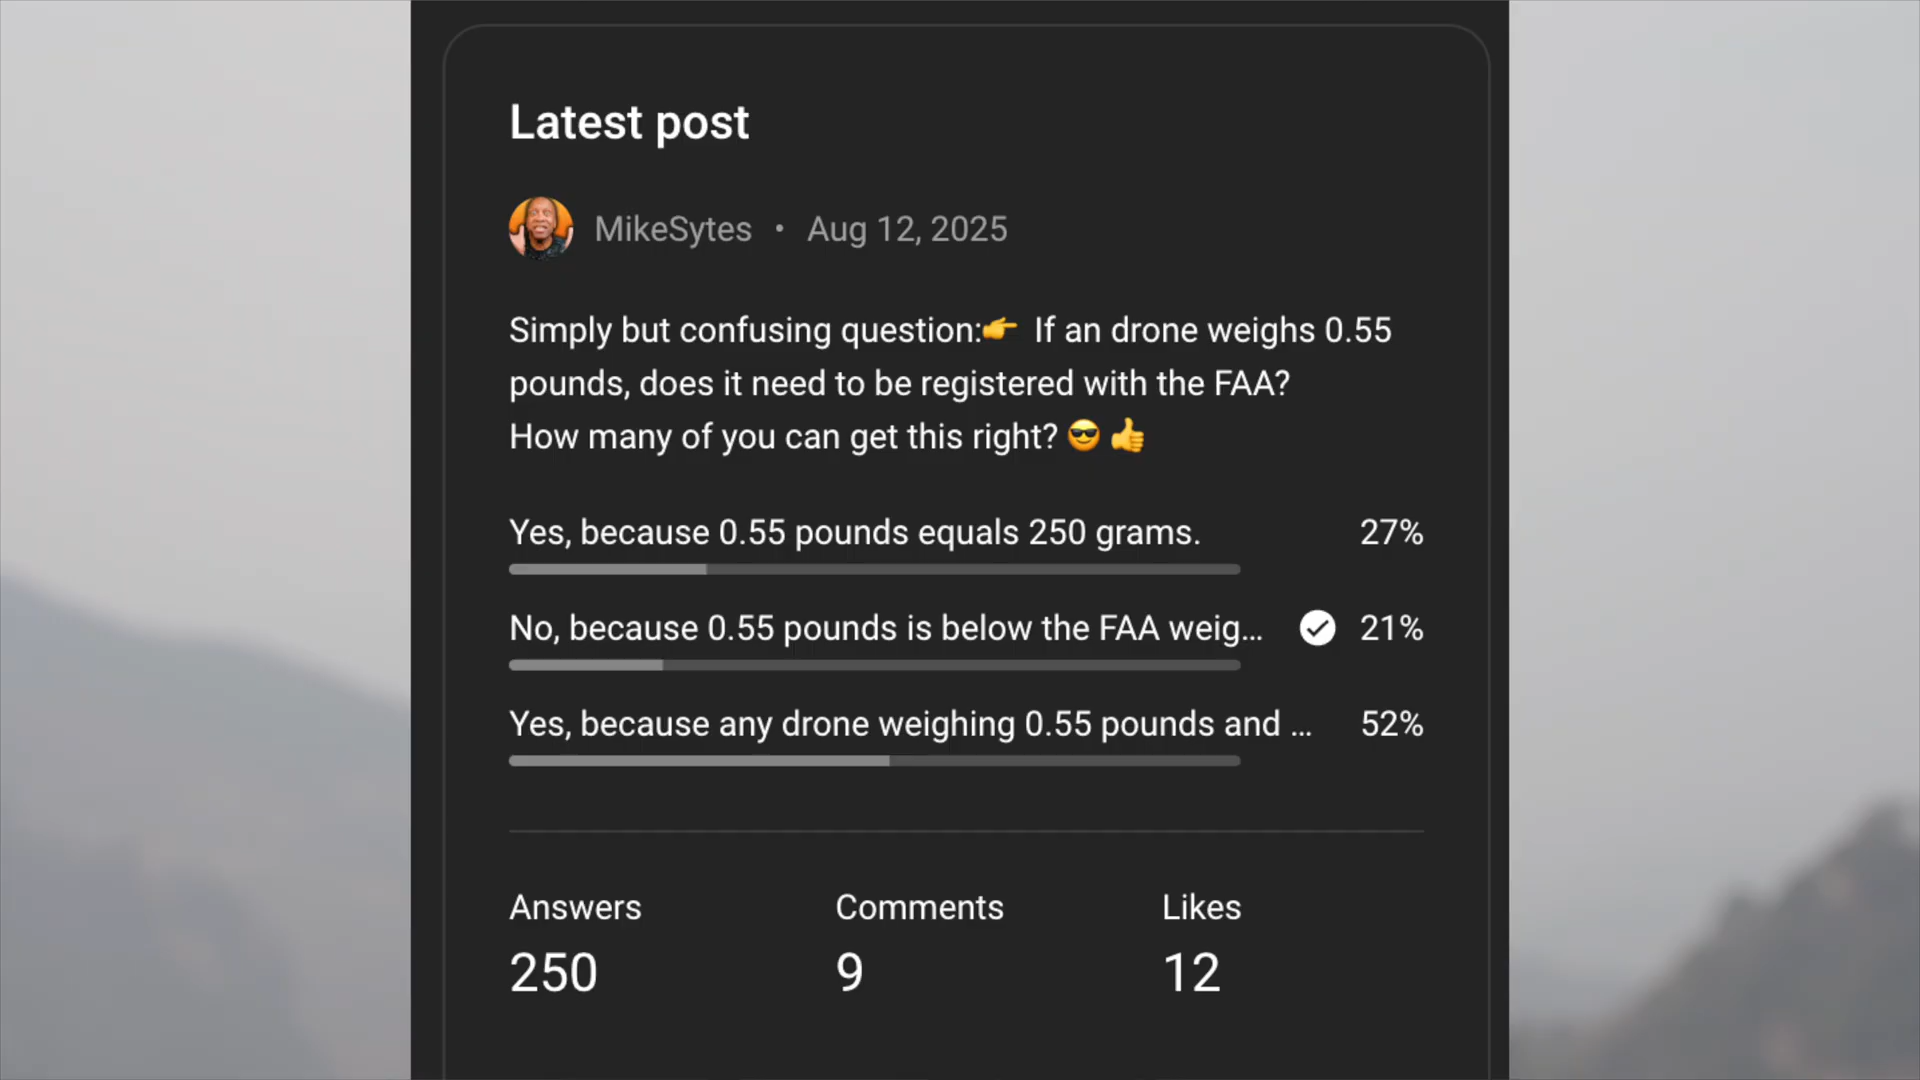 Latest post
MikeSytes • Aug 12, 2025
Simply but confusing question:👉 If an drone weighs 0.55
pounds, does it need to be registered with the FAA?
How many of you can get this right? 😎 👍
Yes, because 0.55 pounds equals 250 grams. 27%
No, because 0.55 pounds is below the FAA weig... 21%
Yes, because any drone weighing 0.55 pounds and ... 52%
Answers Comments Likes
250 9 12